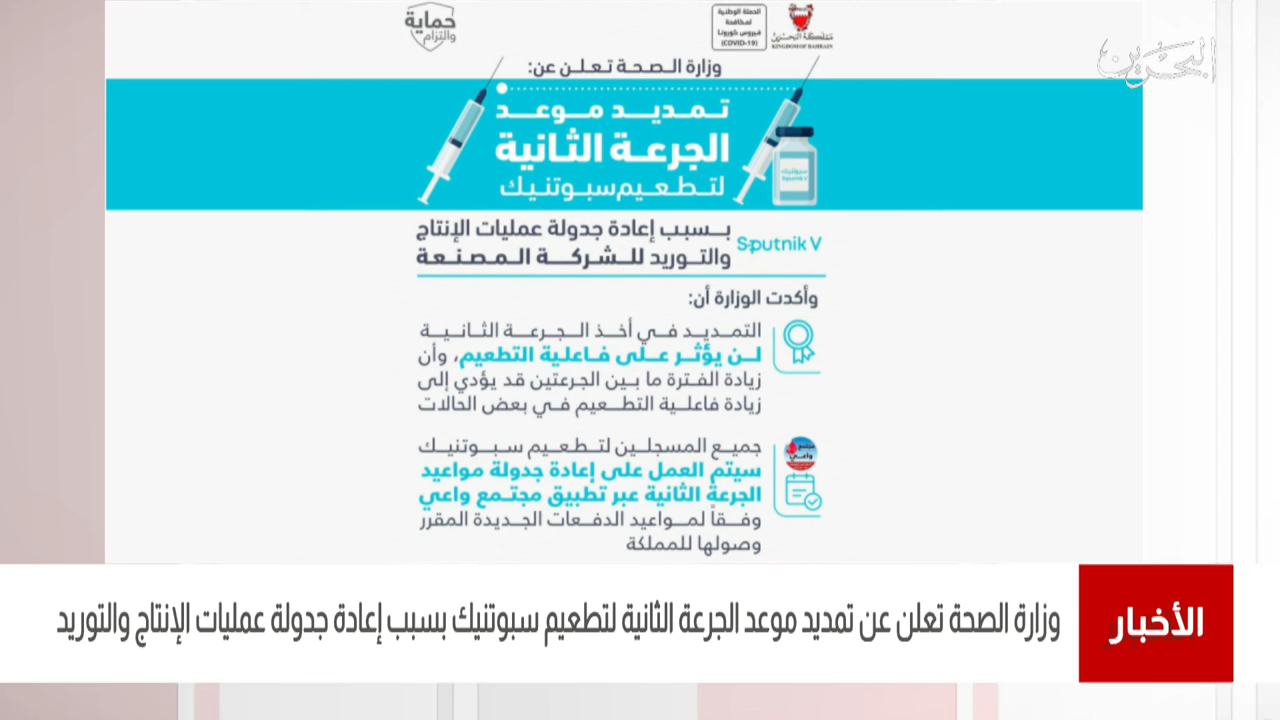 حماية
والتزام
الحملة الوطنية
لمكافحة
فيروس كورونا
(COVID-19)
مملكة البحرين
KINGDOM OF BAHRAIN
البحرين
وزارة الصحة تعلن عن:
تمديد موعد
الجرعة الثانية
لتطعيم سبوتنيك
سبوتنيك
Sputnik V
بسبب إعادة جدولة عمليات الإنتاج
والتوريد للشركة المصنعة
Sputnik V
وأكدت الوزارة أن:
التمديد في أخذ الجرعة الثانية
لن يؤثر على فاعلية التطعيم، وأن
زيادة الفترة ما بين الجرعتين قد يؤدي إلى
زيادة فاعلية التطعيم في بعض الحالات
مجتمع
واعي
جميع المسجلين لتطعيم سبوتنيك
سيتم العمل على إعادة جدولة مواعيد
الجرعة الثانية عبر تطبيق مجتمع واعي
وفقاً لمواعيد الدفعات الجديدة المقرر
وصولها للمملكة
الأخبار
وزارة الصحة تعلن عن تمديد موعد الجرعة الثانية لتطعيم سبوتنيك بسبب إعادة جدولة عمليات الإنتاج والتوريد